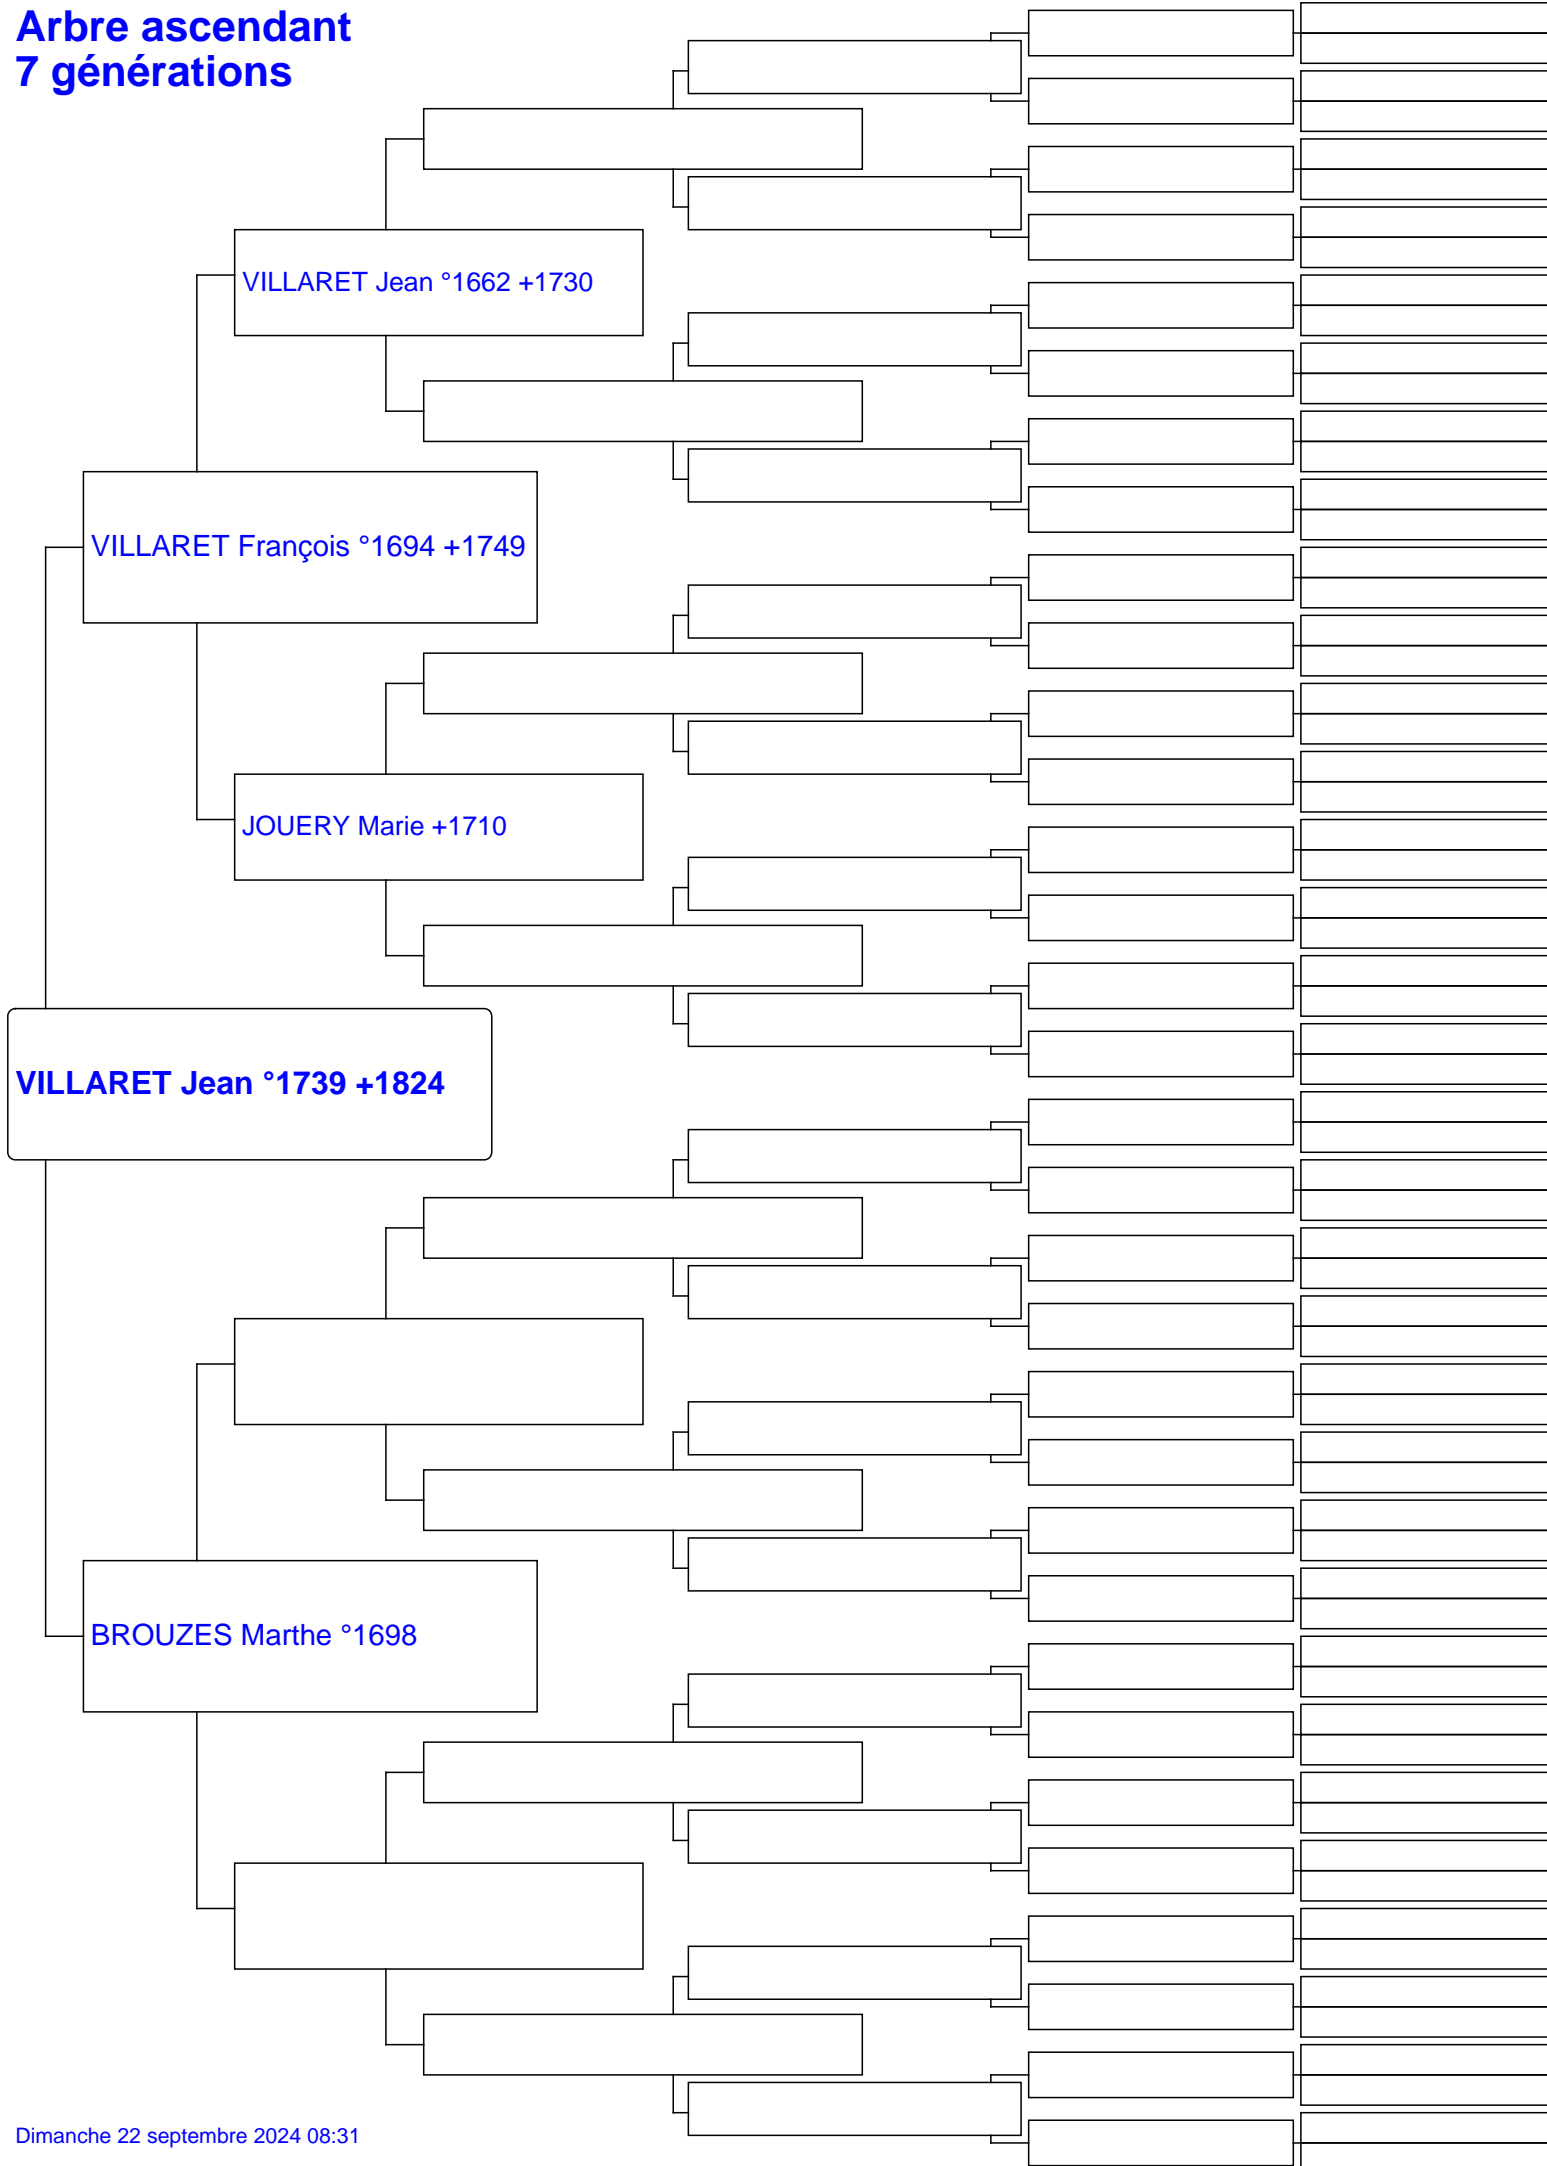 Arbre ascendant
7 générations
VILLARET Jean °1662 +1730
VILLARET François °1694 +1749
JOUERY Marie +1710
VILLARET Jean °1739 +1824
BROUZES Marthe °1698
Dimanche 22 septembre 2024 08:31